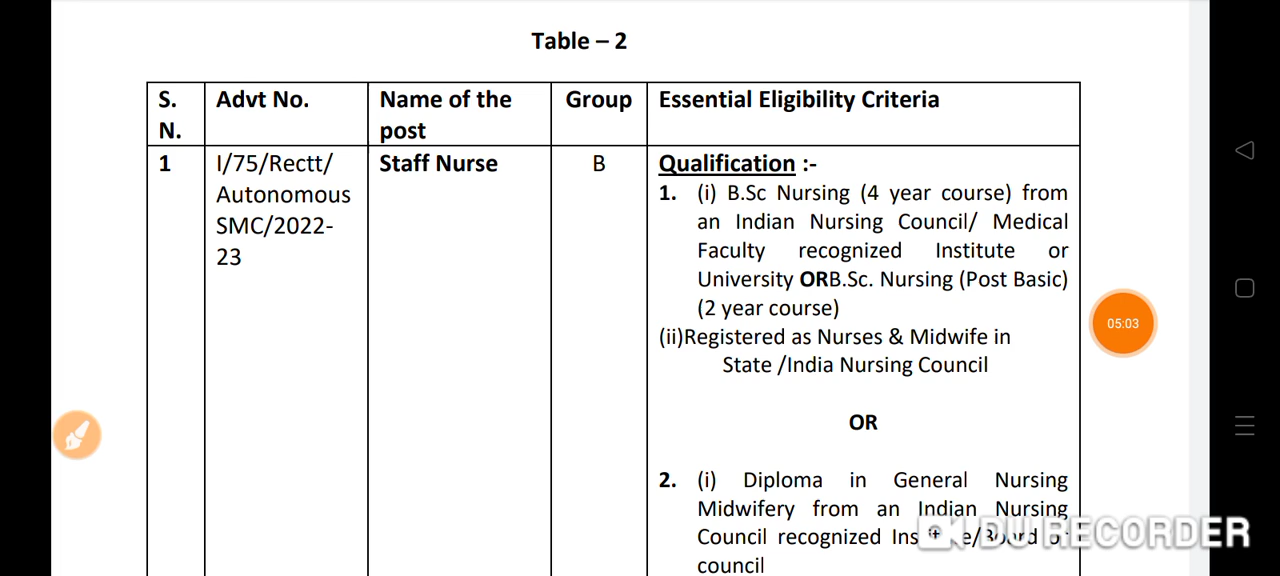 Table – 2
S. N.
Advt No.
Name of the post
Group
Essential Eligibility Criteria
1
I/75/Rectt/
Autonomous
SMC/2022-
23
Staff Nurse
B
Qualification :-
1. (i) B.Sc Nursing (4 year course) from
an Indian Nursing Council/ Medical
Faculty recognized Institute or
University ORB.Sc. Nursing (Post Basic)
(2 year course)
(ii)Registered as Nurses & Midwife in
State /India Nursing Council
OR
2. (i) Diploma in General Nursing
Midwifery from an Indian Nursing
Council recognized
council
05:03
DU RECORDER